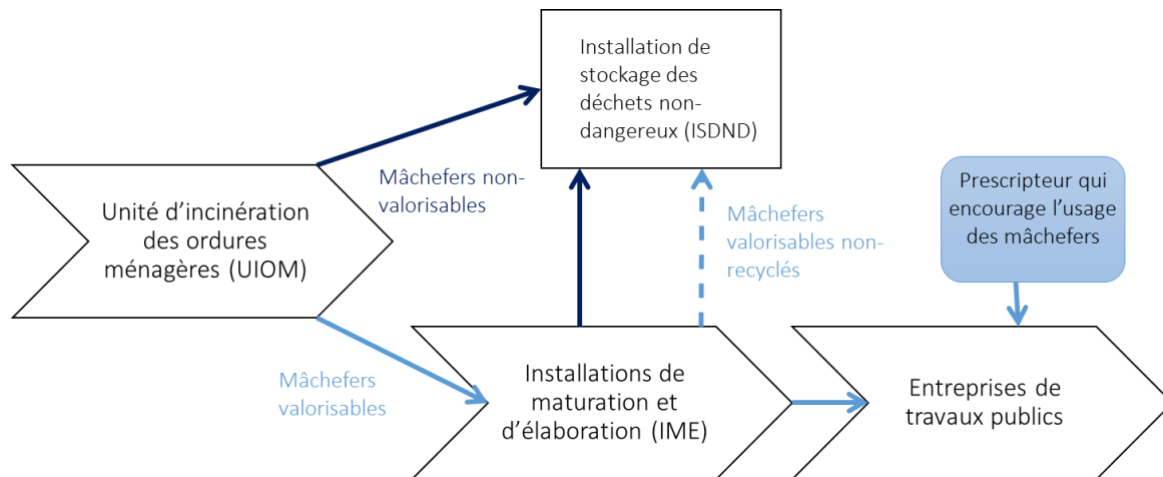 Installation de
stockage des
déchets non-
dangereux (ISDND)
Mâchefers non-
valorisables
Unité d’incinération
des ordures
ménagères (UIOM)
Mâchefers
valorisables non-
recyclés
Prescripteur qui
encourage l’usage
des mâchefers
Mâchefers
valorisables
Installations de
maturation et
d’élaboration (IME)
Entreprises de
travaux publics